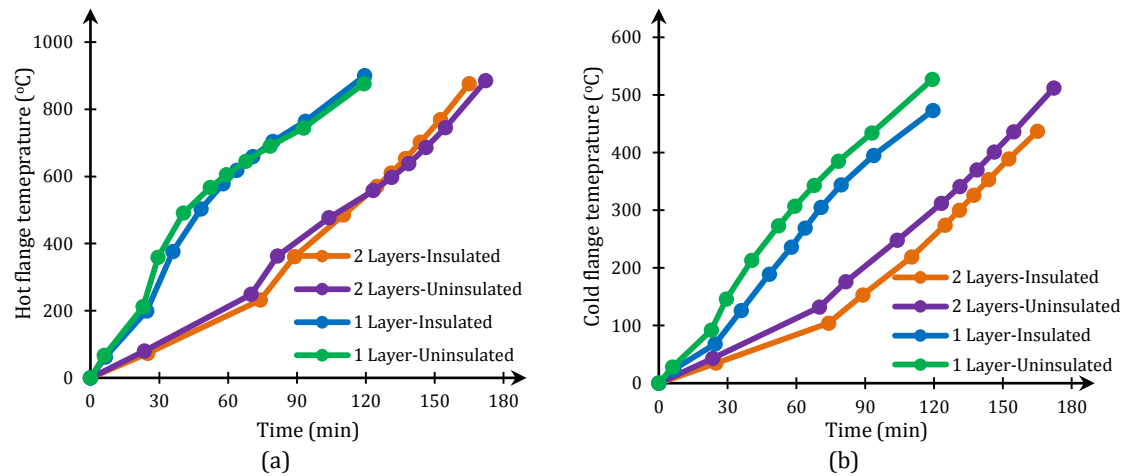 Hot flange temeprature (°C)
1000
800
600
400
200
0
0 30 60 90 120 150 180
Time (min)
2 Layers-Insulated
2 Layers-Uninsulated
1 Layer-Insulated
1 Layer-Uninsulated
(a)
Cold flange temeprature (°C)
600
500
400
300
200
100
0
0 30 60 90 120 150 180
Time (min)
2 Layers-Insulated
2 Layers-Uninsulated
1 Layer-Insulated
1 Layer-Uninsulated
(b)